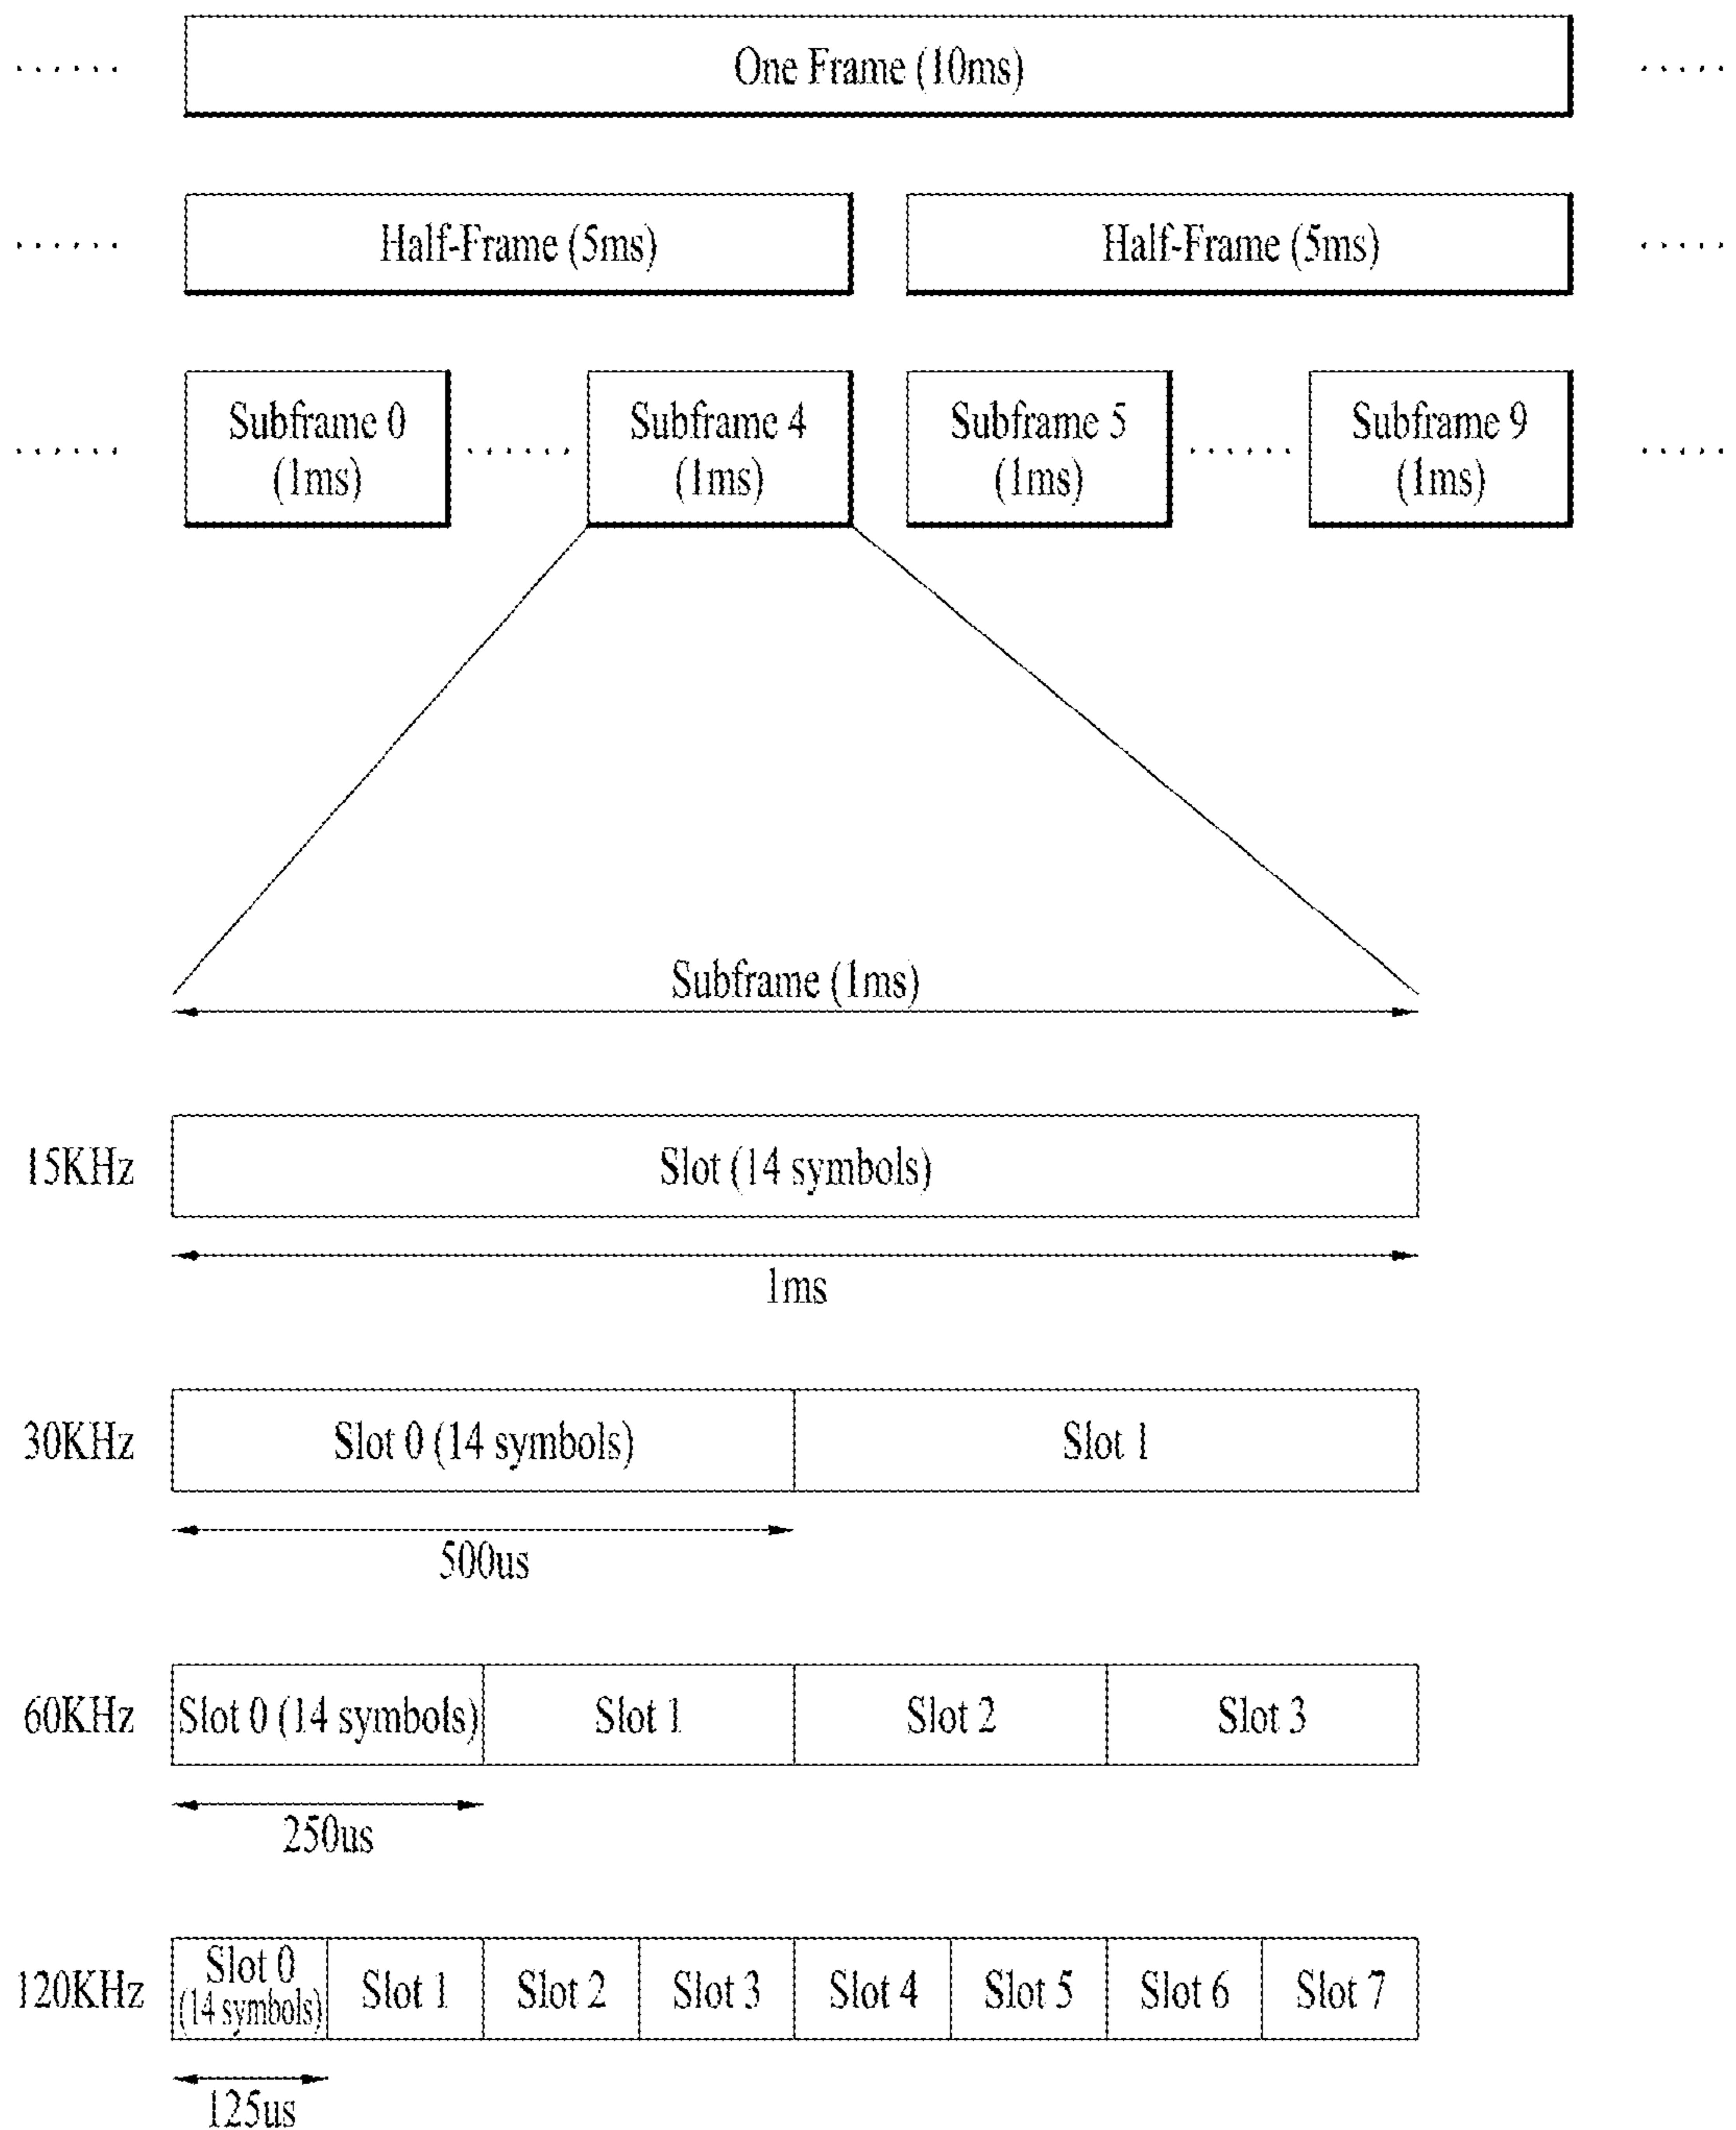 One Frame (10ms)
Half-Frame (5ms)
Half-Frame (5ms)
Subframe 0
(1ms)
Subframe 4
(1ms)
Subframe 5
(1ms)
Subframe 9
(1ms)
Subframe (1ms)
15KHz
Slot (14 symbols)
1ms
30KHz
Slot 0 (14 symbols)
Slot 1
500us
60KHz
Slot 0 (14 symbols)
Slot 1
Slot 2
Slot 3
250us
120KHz
Slot 0
(14 symbols)
Slot 1
Slot 2
Slot 3
Slot 4
Slot 5
Slot 6
Slot 7
125us